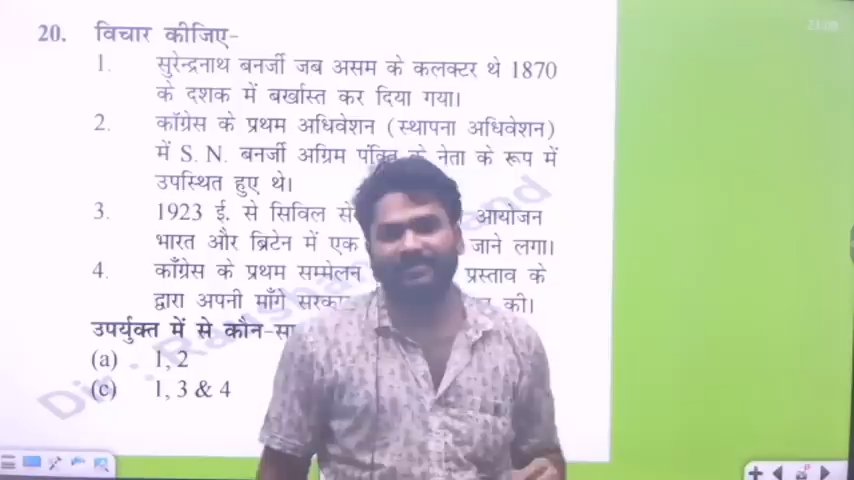 20. विचार कीजिए-
1. सुरेन्द्रनाथ बनर्जी जब असम के कलक्टर थे 1870
के दशक में बर्खास्त कर दिया गया।
2. कॉग्रेस के प्रथम अधिवेशन (स्थापना अधिवेशन)
में S. N. बनर्जी अग्रिम पंक्ति के नेता के रूप में
उपस्थित हुए थे।
3. 1923 ई. से सिविल आयोजन
भारत और ब्रिटेन में एक जाने लगा।
4. कॉंग्रेस के प्रथम सम्मेलन प्रस्ताव के
द्वारा अपनी माँगे की।
उपर्युक्त में से कौन-सा
(a) 1, 2
(c) 1, 3 & 4